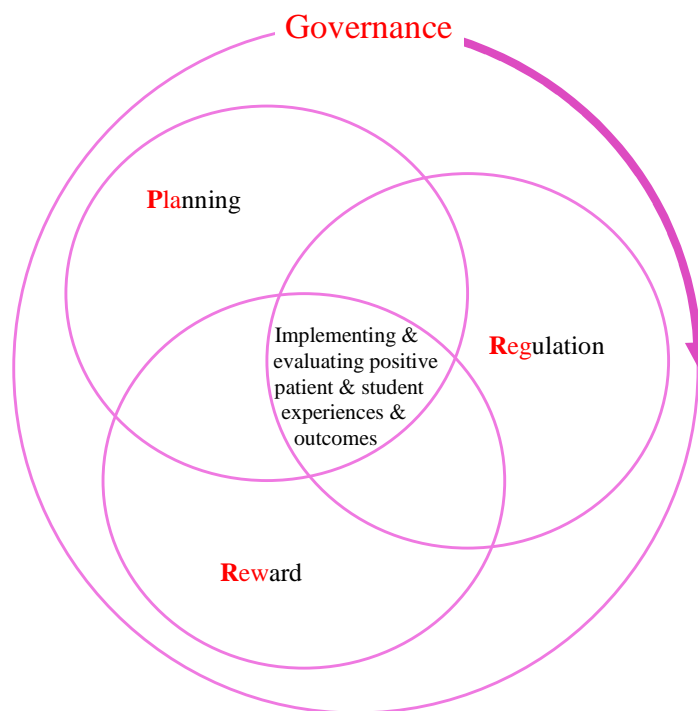 Governance
Planning
Implementing &
evaluating positive
patient & student
experiences &
outcomes
Regulation
Reward